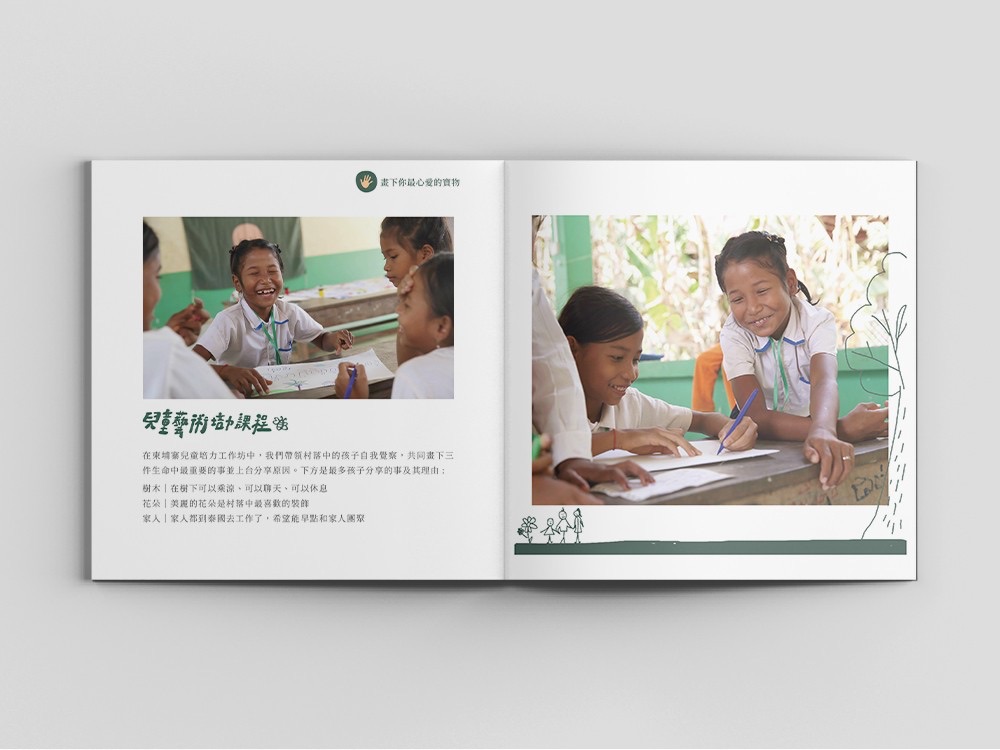 畫下你最心愛的寶物
兒童藝術培力課程
在柬埔寨兒童培力工作坊中，我們帶領村落中的孩子自我覺察，共同畫下三
件生命中最重要的事並上台分享原因。下方是最多孩子分享的事及其理由：
樹木｜在樹下可以乘涼、可以聊天、可以休息
花朵｜美麗的花朵是村落中最喜歡的裝飾
家人｜家人都到泰國去工作了，希望能早點和家人團聚